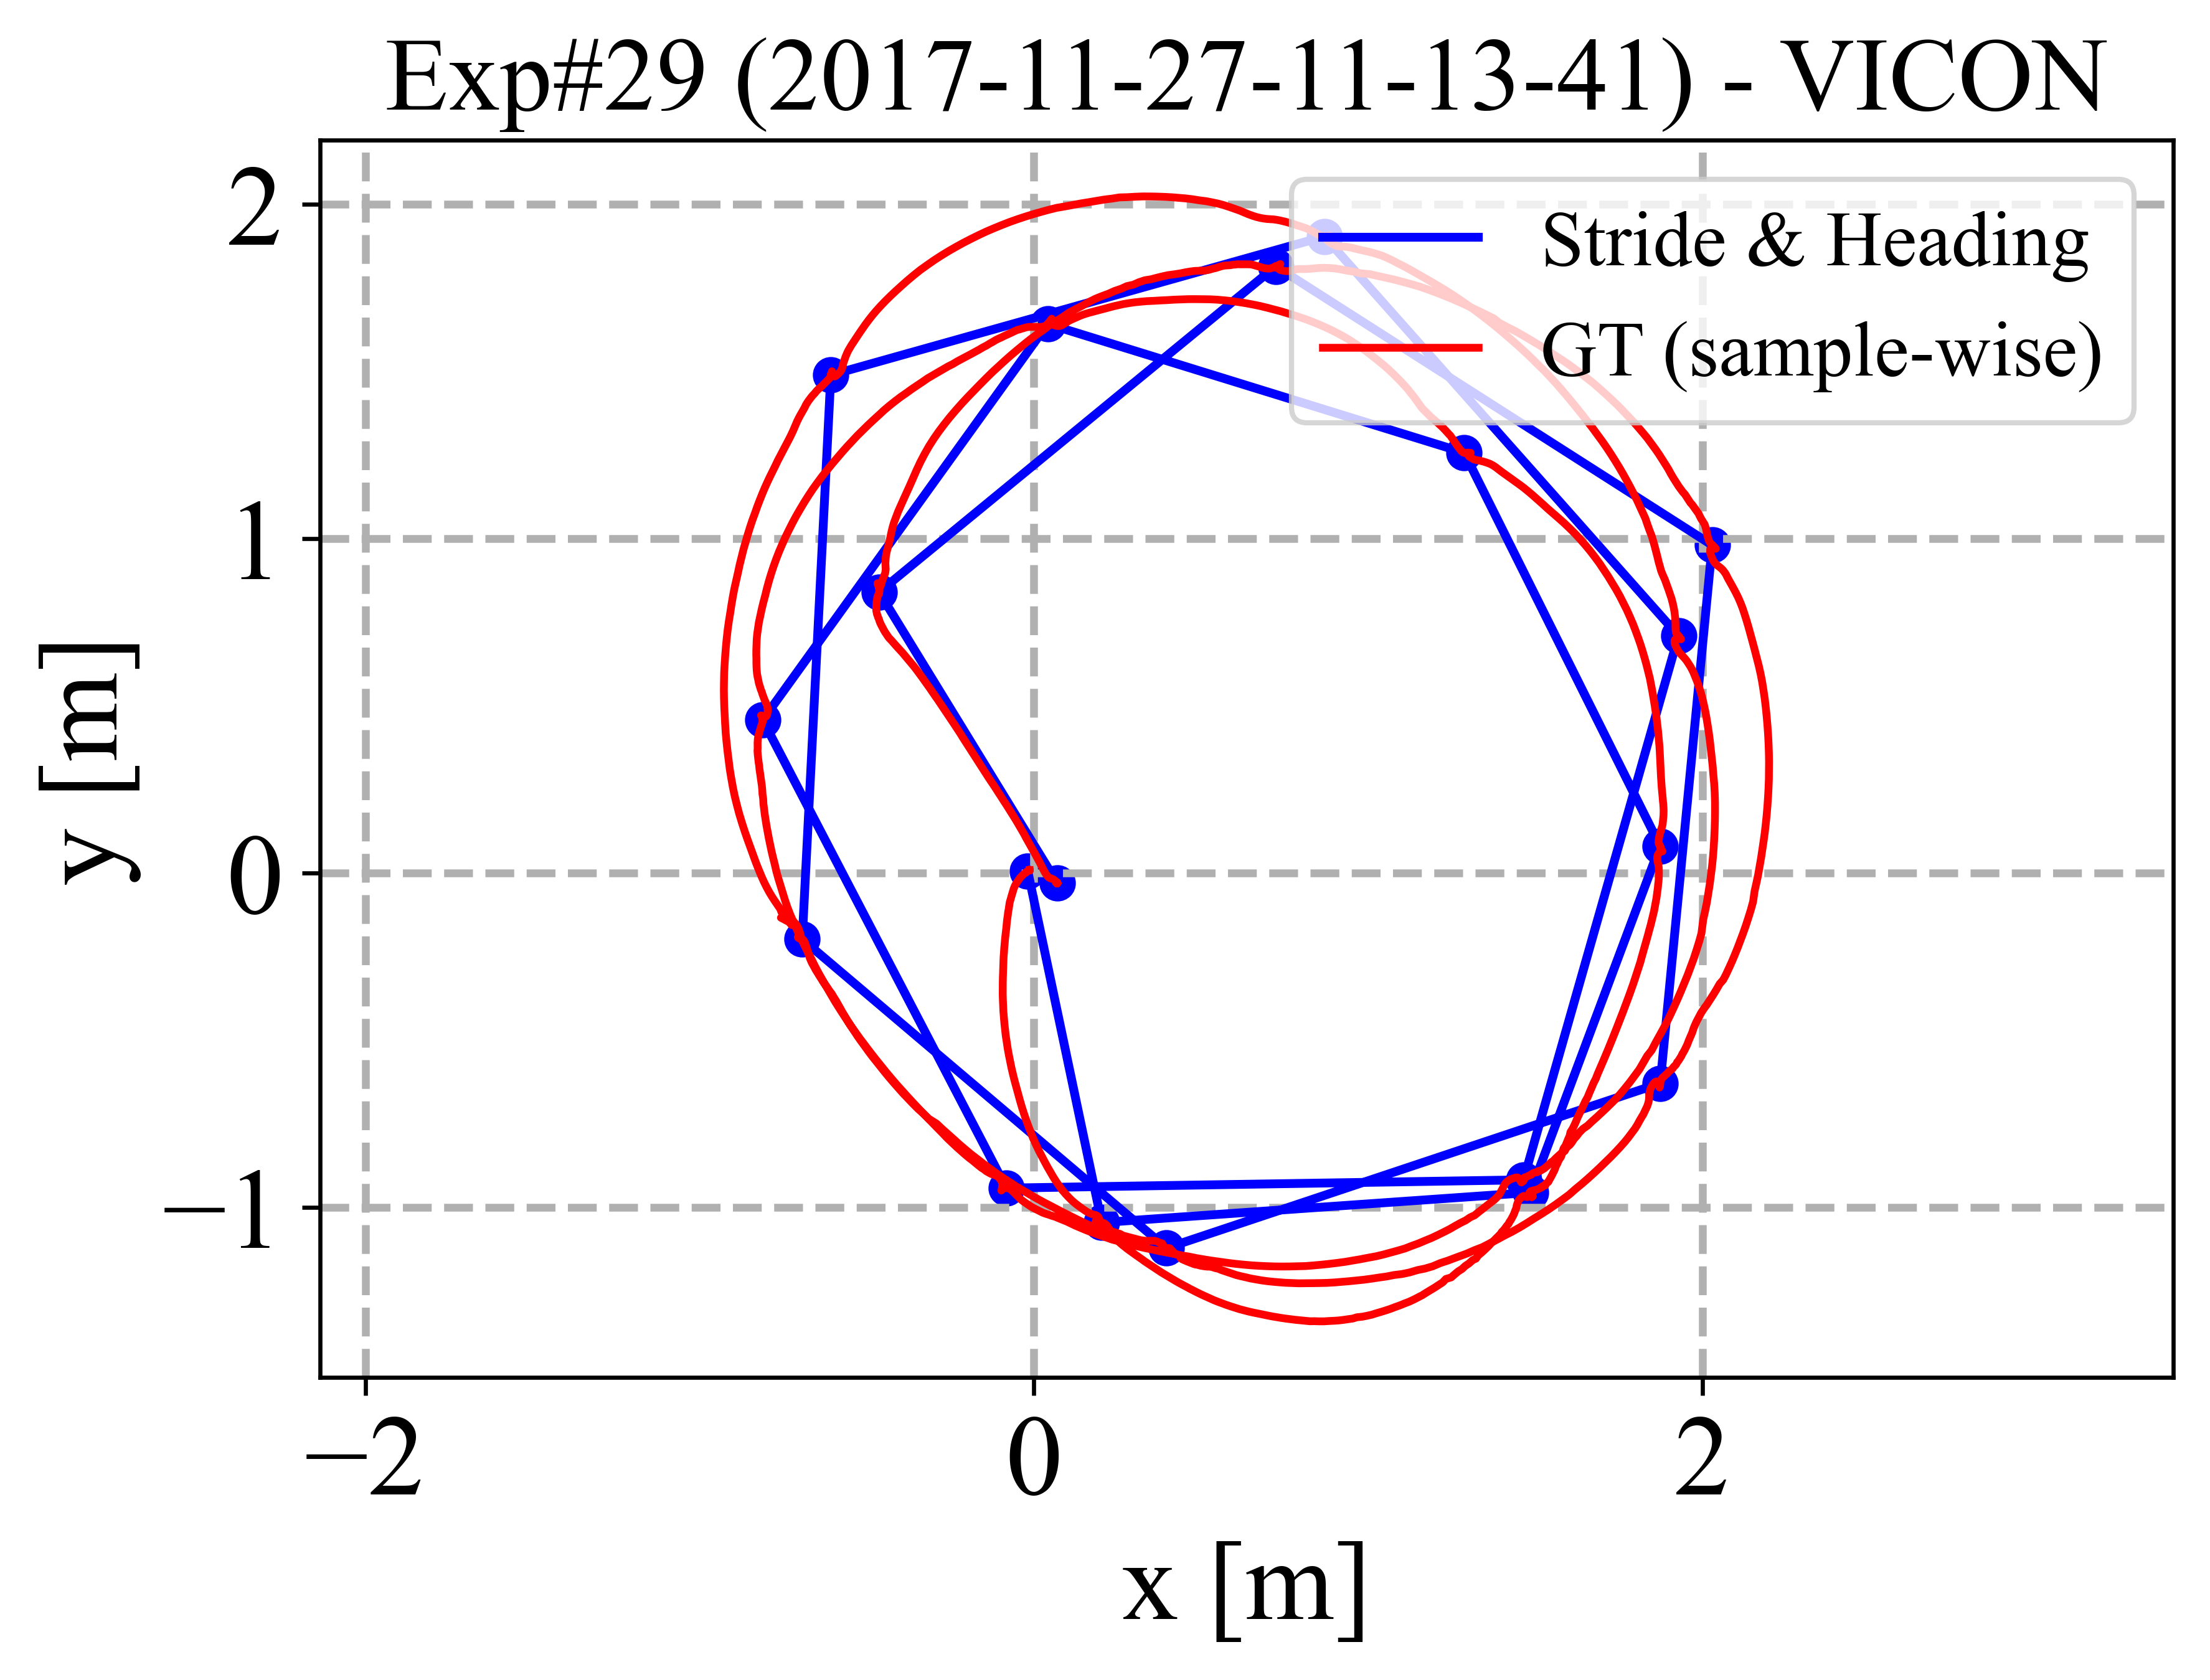 Exp#29 (2017-11-27-11-13-41) - VICON
Stride & Heading
GT (sample-wise)
y [m]
2
1
0
−1
−2
0
2
x [m]